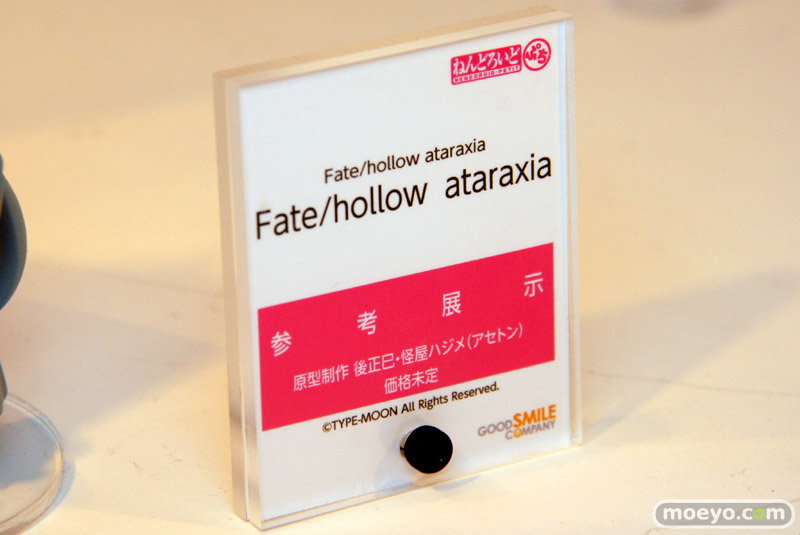 ねんどろいど ぷち
NENDOROID・PETIT
Fate/hollow ataraxia
Fate/hollow ataraxia
参考展示
原型制作 後正巳・怪屋ハジメ(アセトン)
価格未定
©TYPE-MOON All Rights Reserved.
GOOD SMILE
COMPANY
moeyo.com